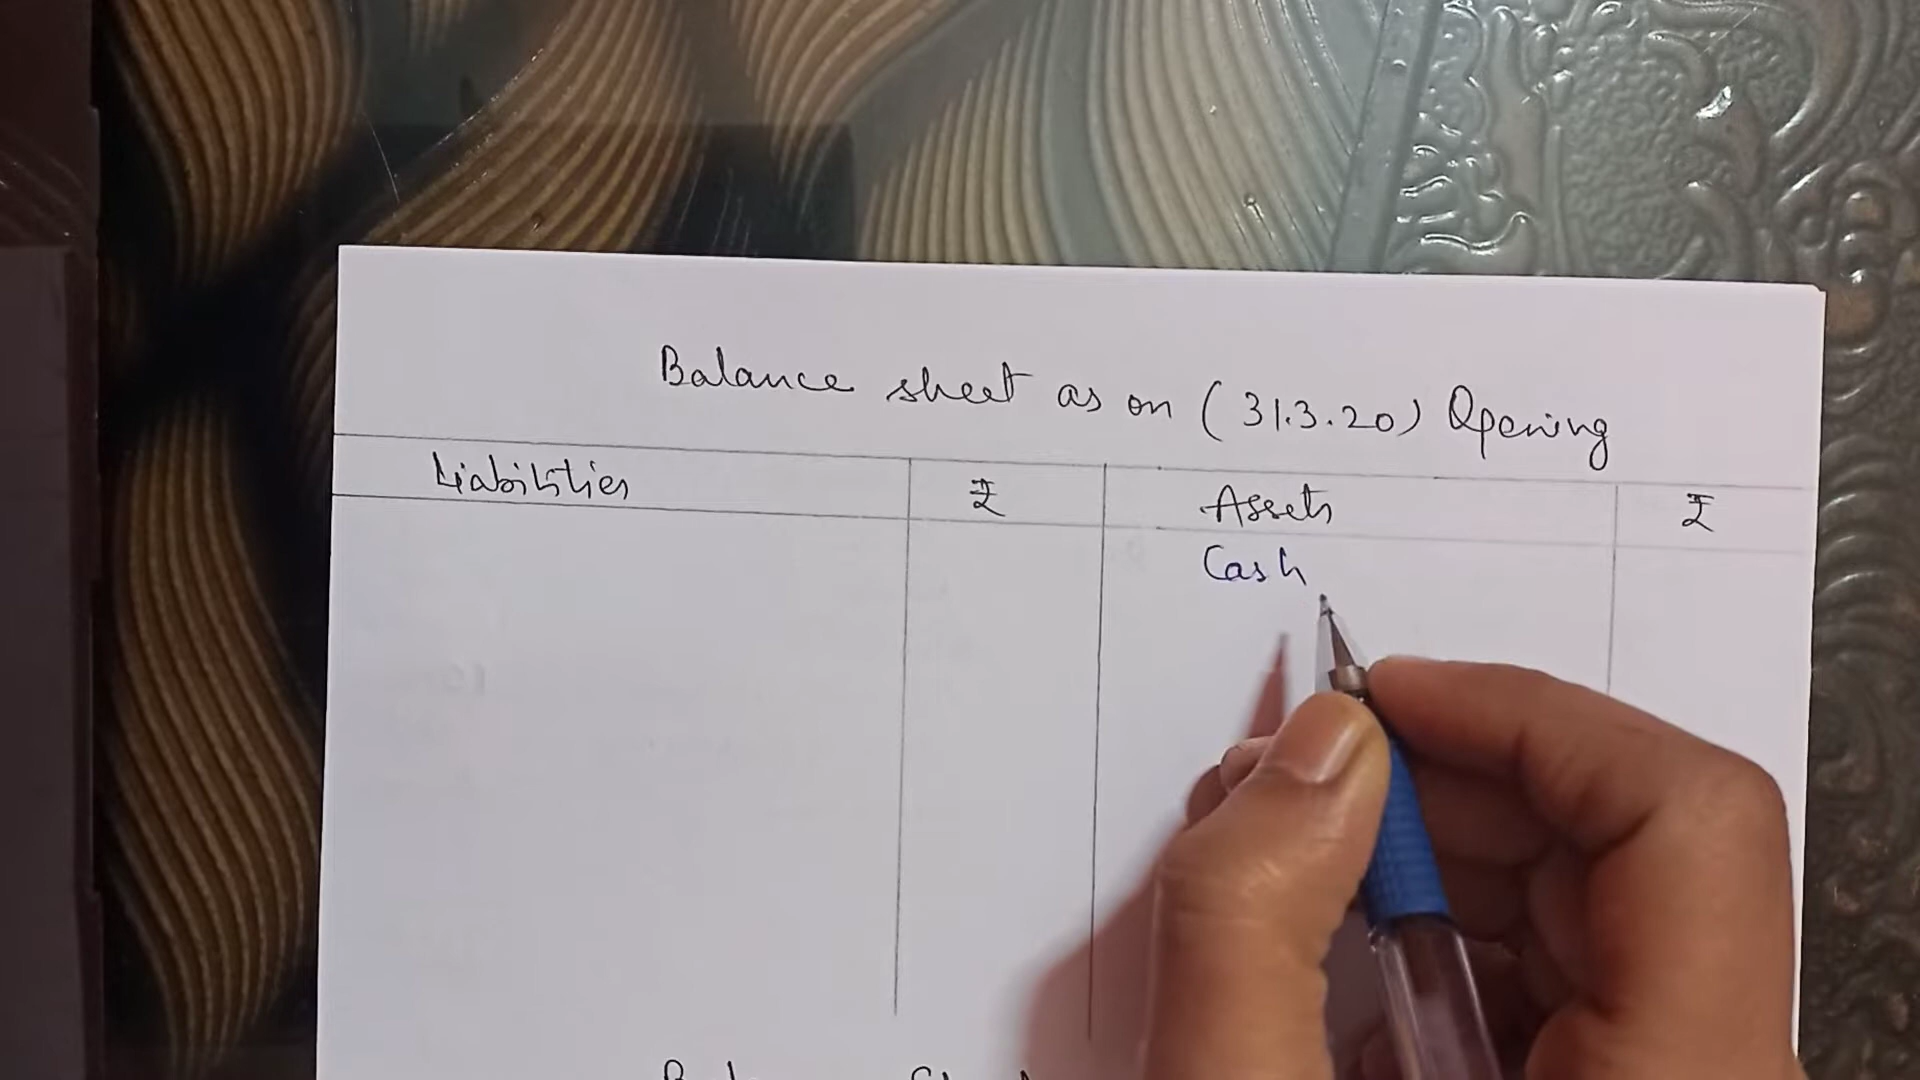 Balance sheet as on (31.3.20) Opening
Liabilities ₹ Assets ₹
Cash